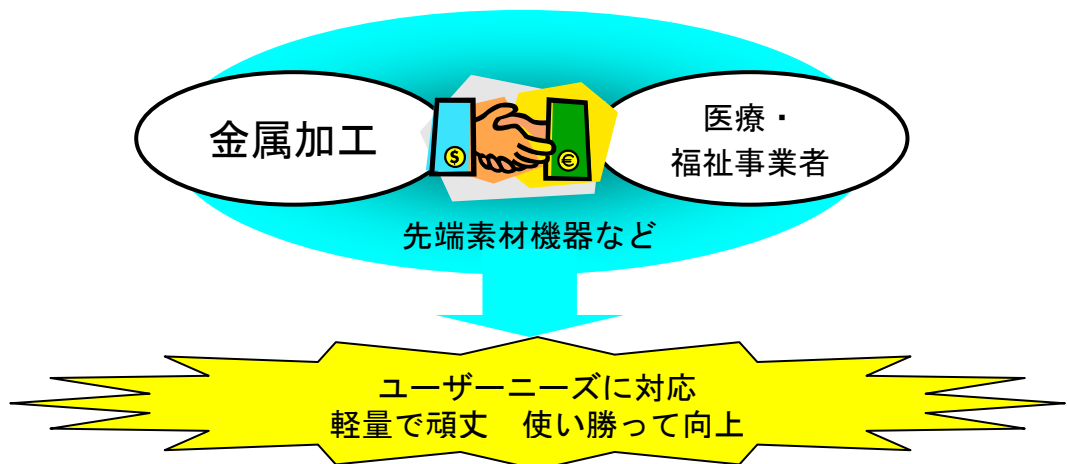 金属加工
医療・
福祉事業者
$
€
先端素材機器など
ユーザーニーズに対応
軽量で頑丈　使い勝って向上